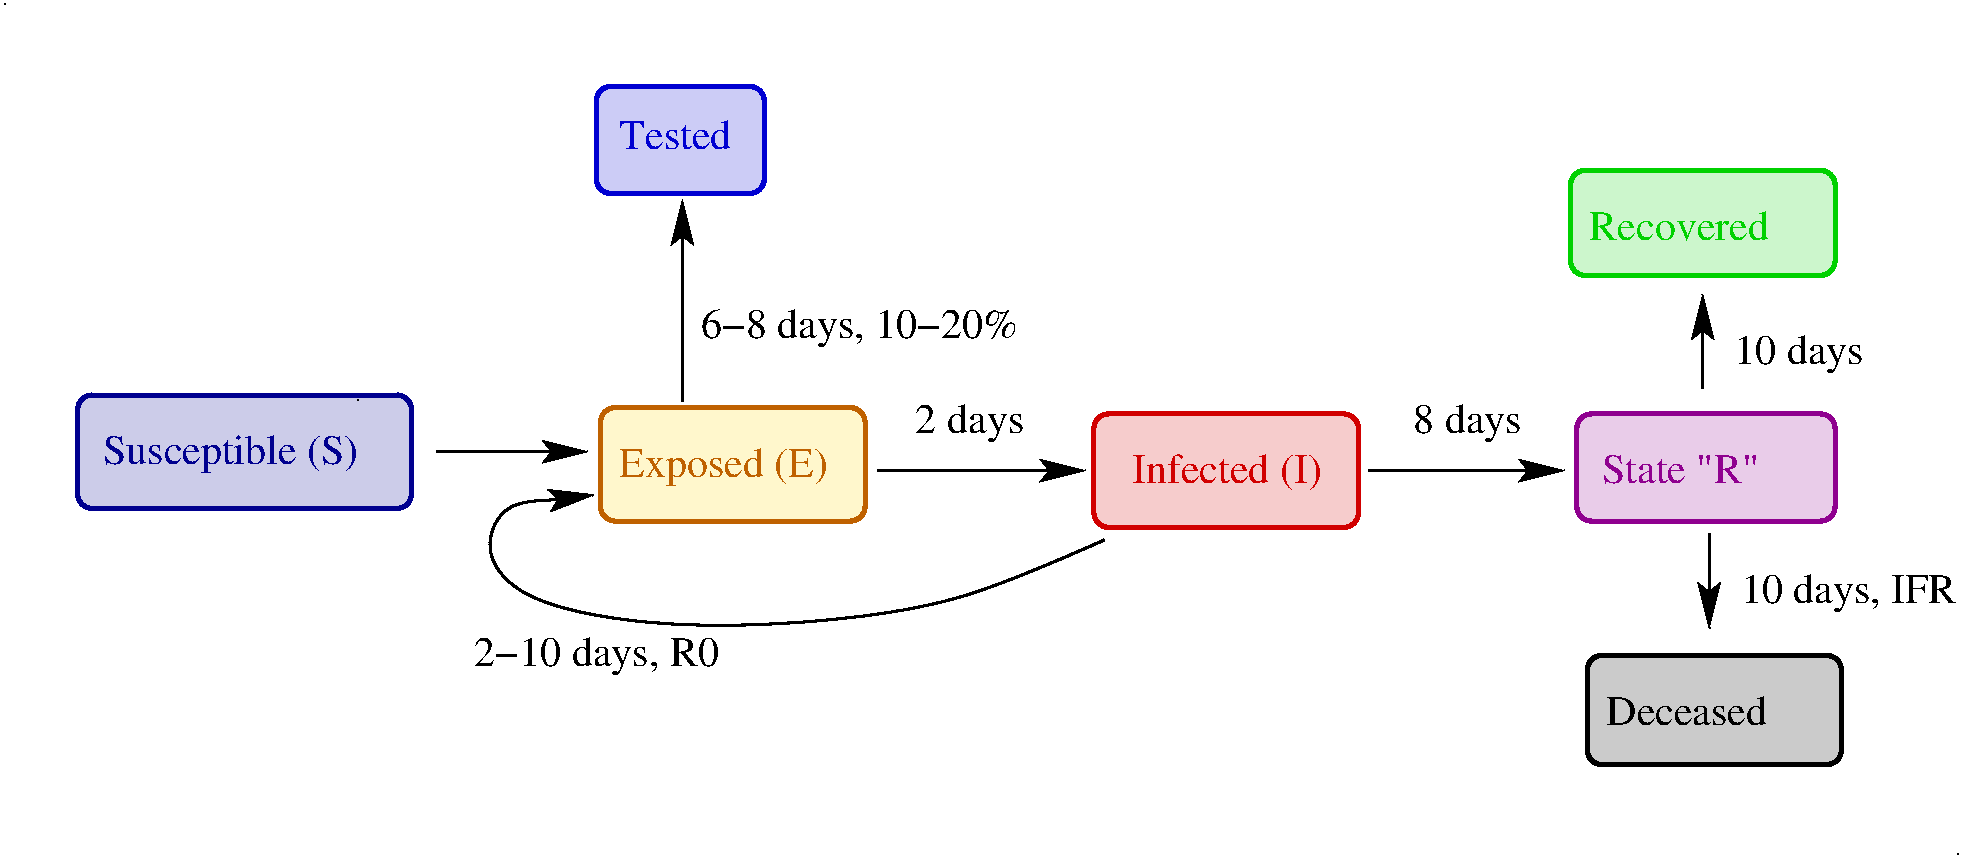 Tested
Recovered
6–8 days, 10–20%
10 days
2 days
8 days
Susceptible (S)
Exposed (E)
Infected (I)
State "R"
10 days, IFR
2–10 days, R0
Deceased